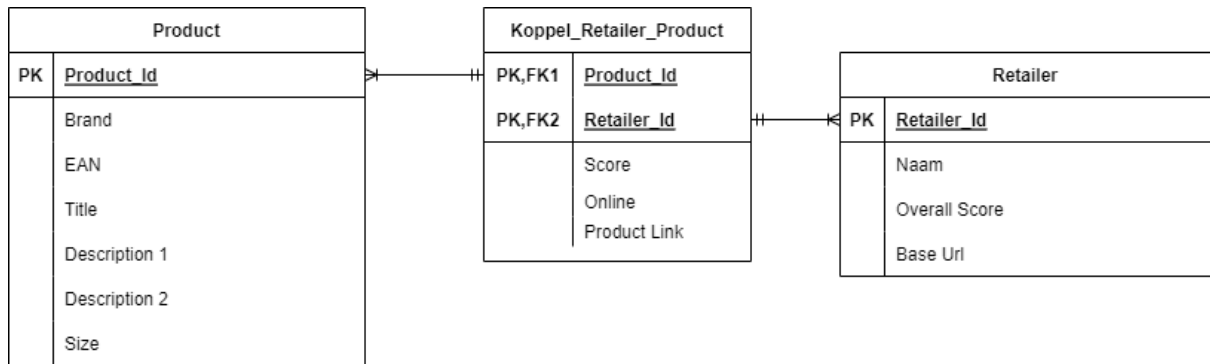 Product
PK Product_Id
Brand
EAN
Title
Description 1
Description 2
Size
Koppel_Retailer_Product
PK,FK1 Product_Id
PK,FK2 Retailer_Id
Score
Online
Product Link
Retailer
PK Retailer_Id
Naam
Overall Score
Base Url